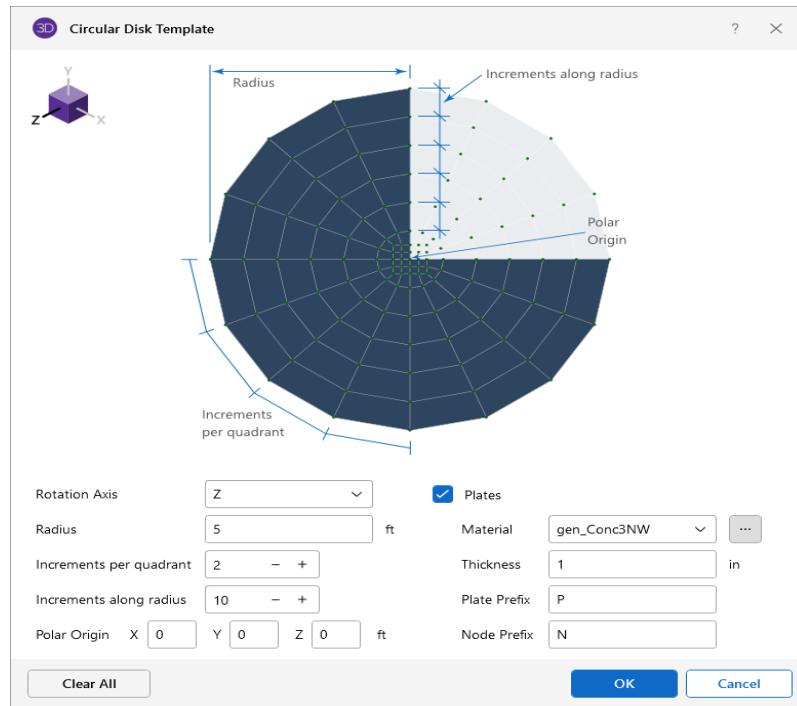 3D Circular Disk Template ?
Y
Z X
Radius
Increments along radius
Polar
Origin
Increments
per quadrant
Rotation Axis Z Plates
Radius 5 ft Material gen_Conc3NW ...
Increments per quadrant 2 − + Thickness 1 in
Increments along radius 10 − + Plate Prefix P
Polar Origin X 0 Y 0 Z 0 ft Node Prefix N
Clear All OK Cancel